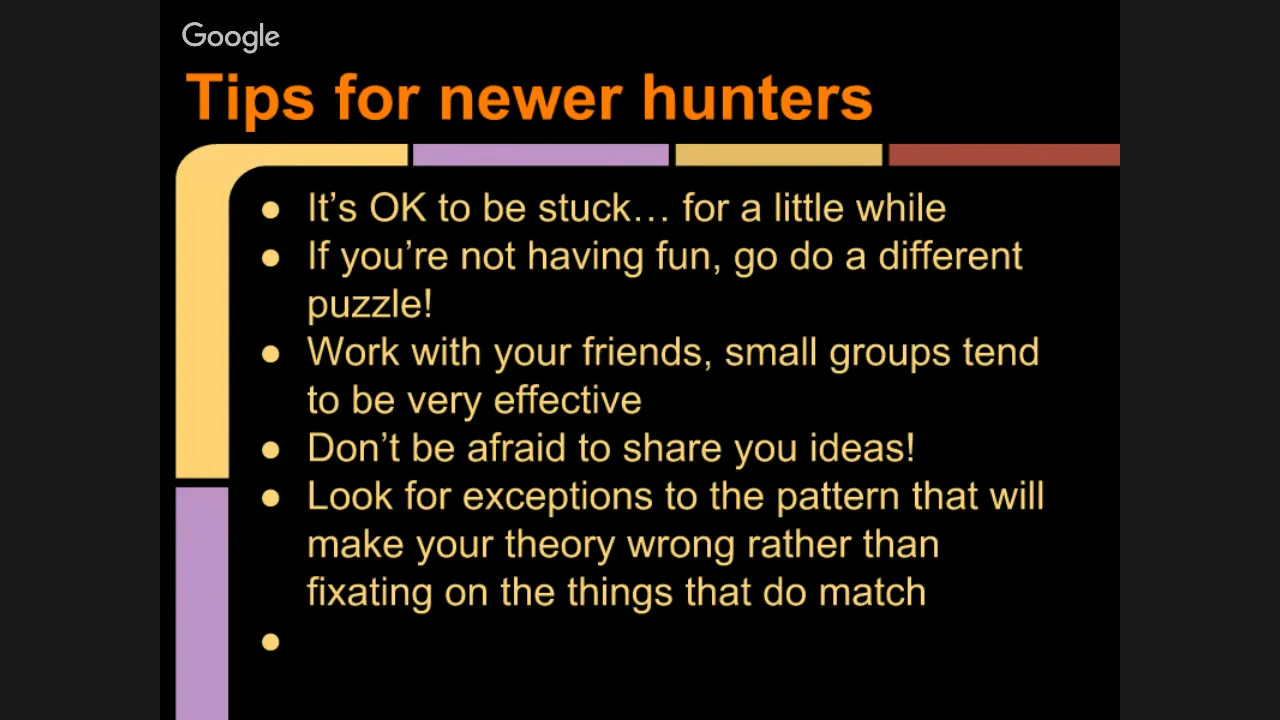 Google
Tips for newer hunters
● It’s OK to be stuck… for a little while
● If you’re not having fun, go do a different
puzzle!
● Work with your friends, small groups tend
to be very effective
● Don’t be afraid to share you ideas!
● Look for exceptions to the pattern that will
make your theory wrong rather than
fixating on the things that do match
●